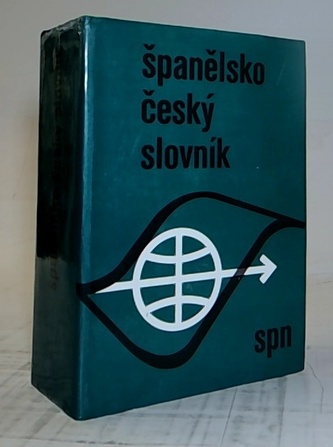 španělsko
český
slovník
spn